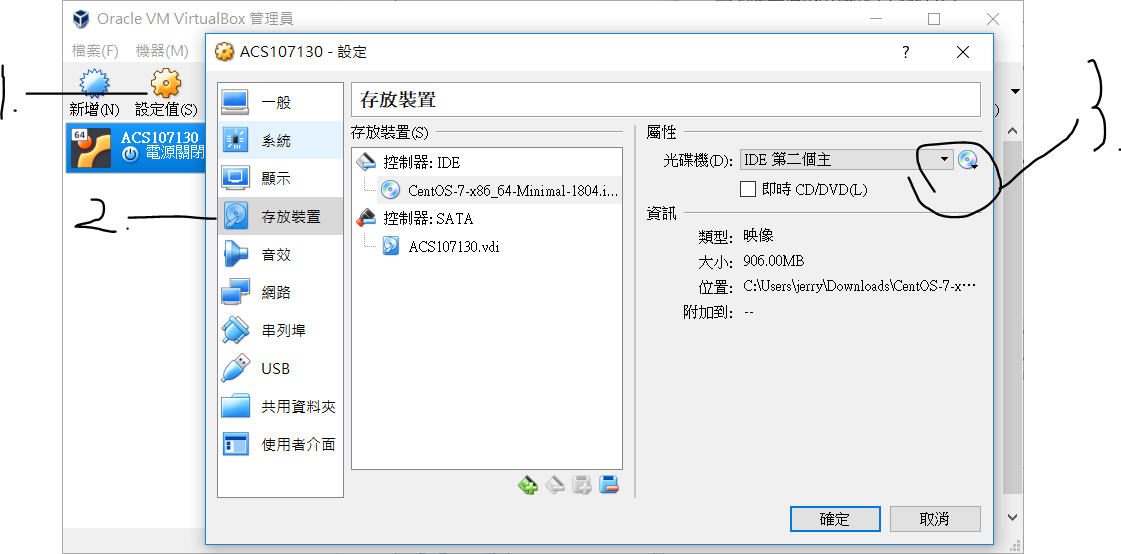 Oracle VM VirtualBox 管理員
檔案(F) 機器(M)
ACS107130 - 設定
?
1.
新增(N) 設定值(S)
)
64
ACS107130
電源關閉
2.
3.
一般
系統
顯示
存放裝置
音效
網路
串列埠
USB
共用資料夾
使用者介面
存放裝置
存放裝置(S)
控制器: IDE
CentOS-7-x86_64-Minimal-1804.i...
控制器: SATA
ACS107130.vdi
屬性
光碟機(D): IDE 第二個主
即時 CD/DVD(L)
資訊
類型: 映像
大小: 906.00MB
位置: C:\Users\jerry\Downloads\CentOS-7-x⋯
附加到: --
確定 取消